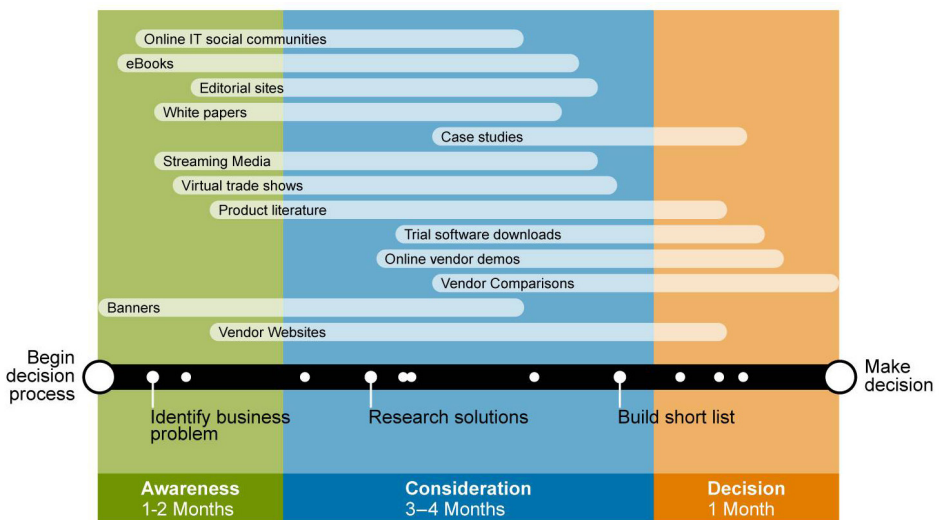 Online IT social communities
eBooks
Editorial sites
White papers
Case studies
Streaming Media
Virtual trade shows
Product literature
Trial software downloads
Online vendor demos
Vendor Comparisons
Banners
Vendor Websites
Begin
decision
process
Make
decision
Identify business
problem
Research solutions
Build short list
Awareness
1-2 Months
Consideration
3–4 Months
Decision
1 Month